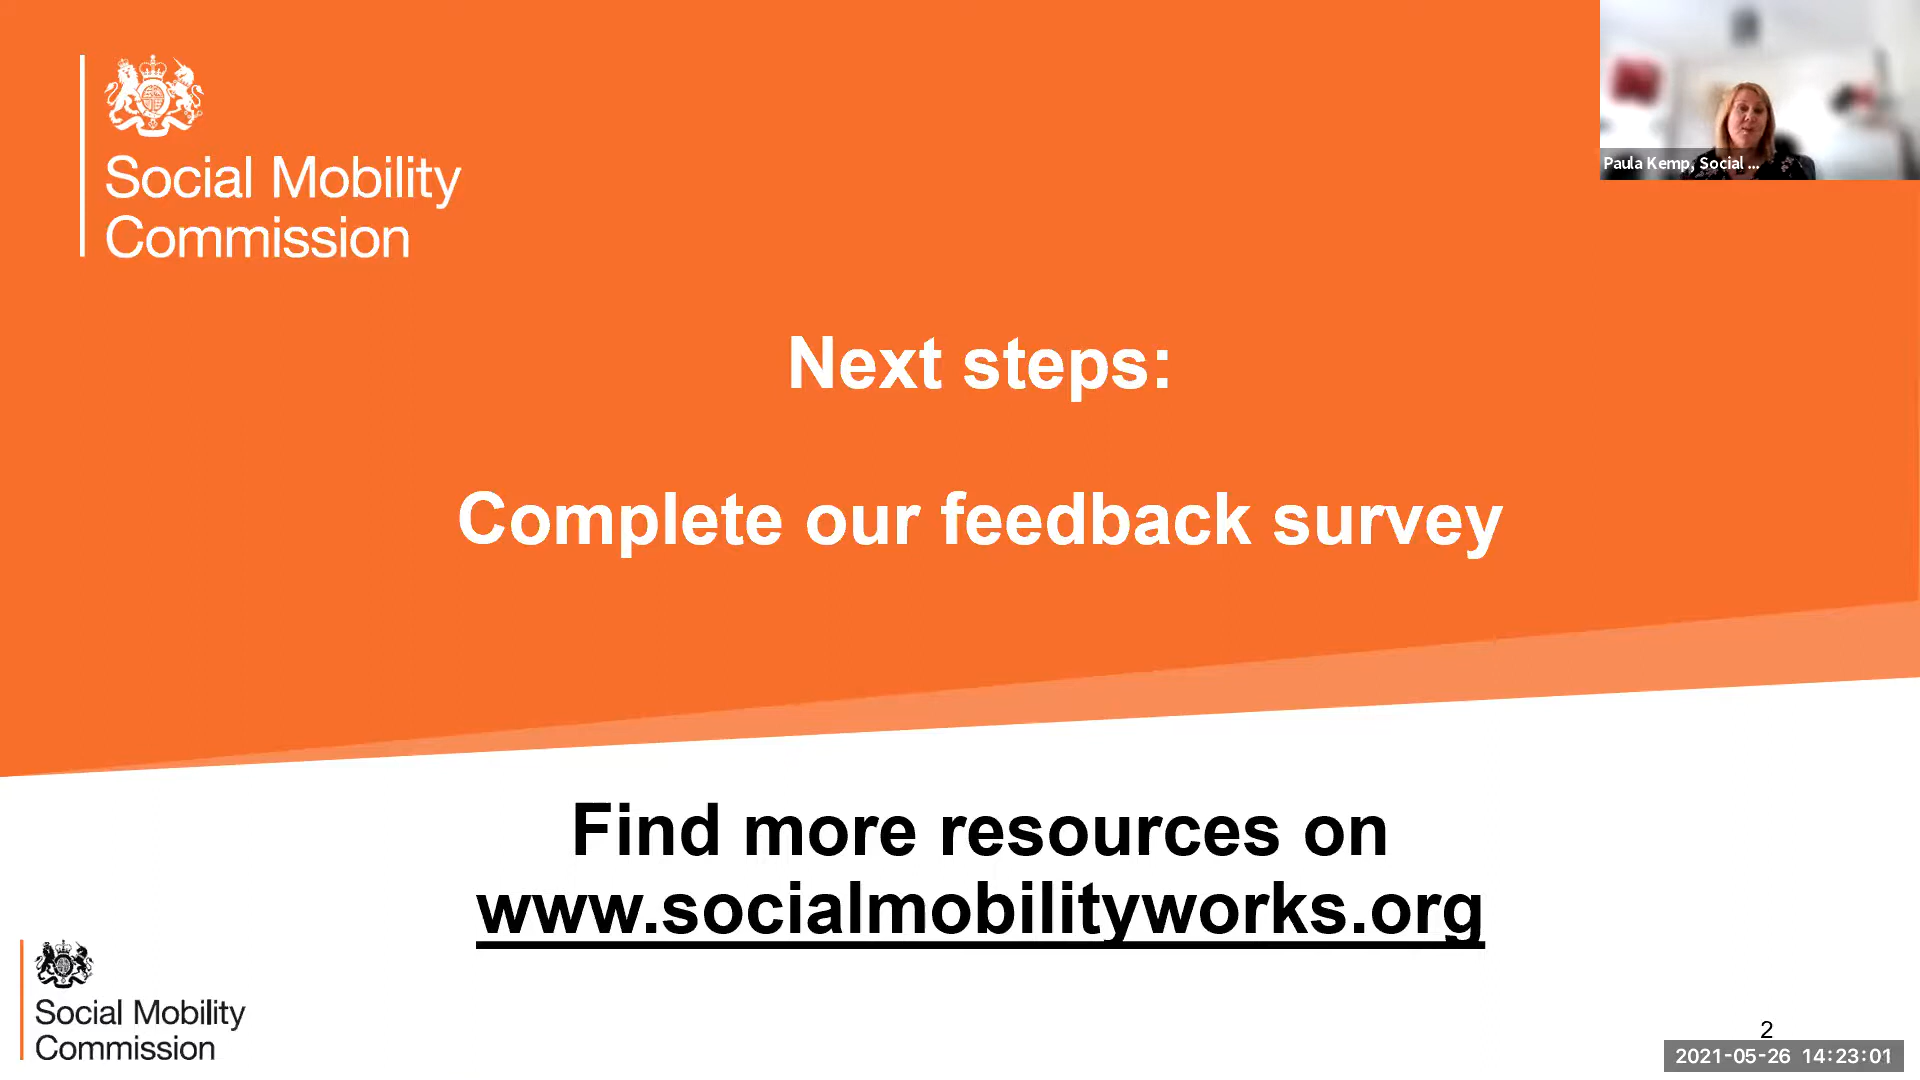 Social Mobility
Commission
Paula Kemp, Social ...
Next steps:
Complete our feedback survey
Find more resources on
www.socialmobilityworks.org
Social Mobility
Commission
2
2021-05-26 14:23:01